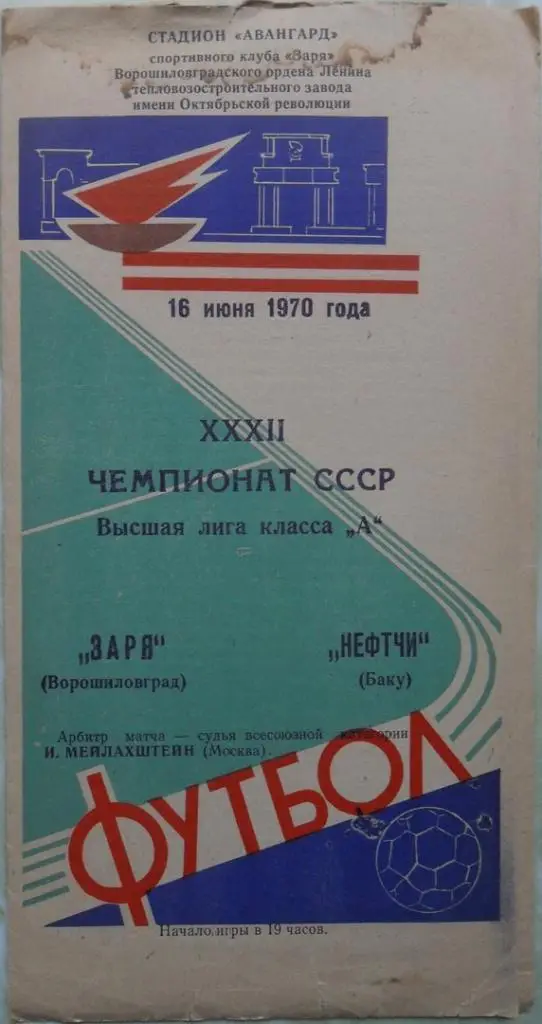 СТАДИОН «АВАНГАРД»
спортивного клуба «Заря»
Ворошиловградского ордена Ленина
тепловозостроительного завода
имени Октябрьской революции
16 июня 1970 года
XXXII
ЧЕМПИОНАТ СССР
Высшая лига класса „А“
„ЗАРЯ“
(Ворошиловград)
„НЕФТЧИ“
(Баку)
Арбитр матча — судья всесоюзной категории
И. МЕЙЛАХШТЕЙН (Москва).
ФУТБОЛ
Начало игры в 19 часов.